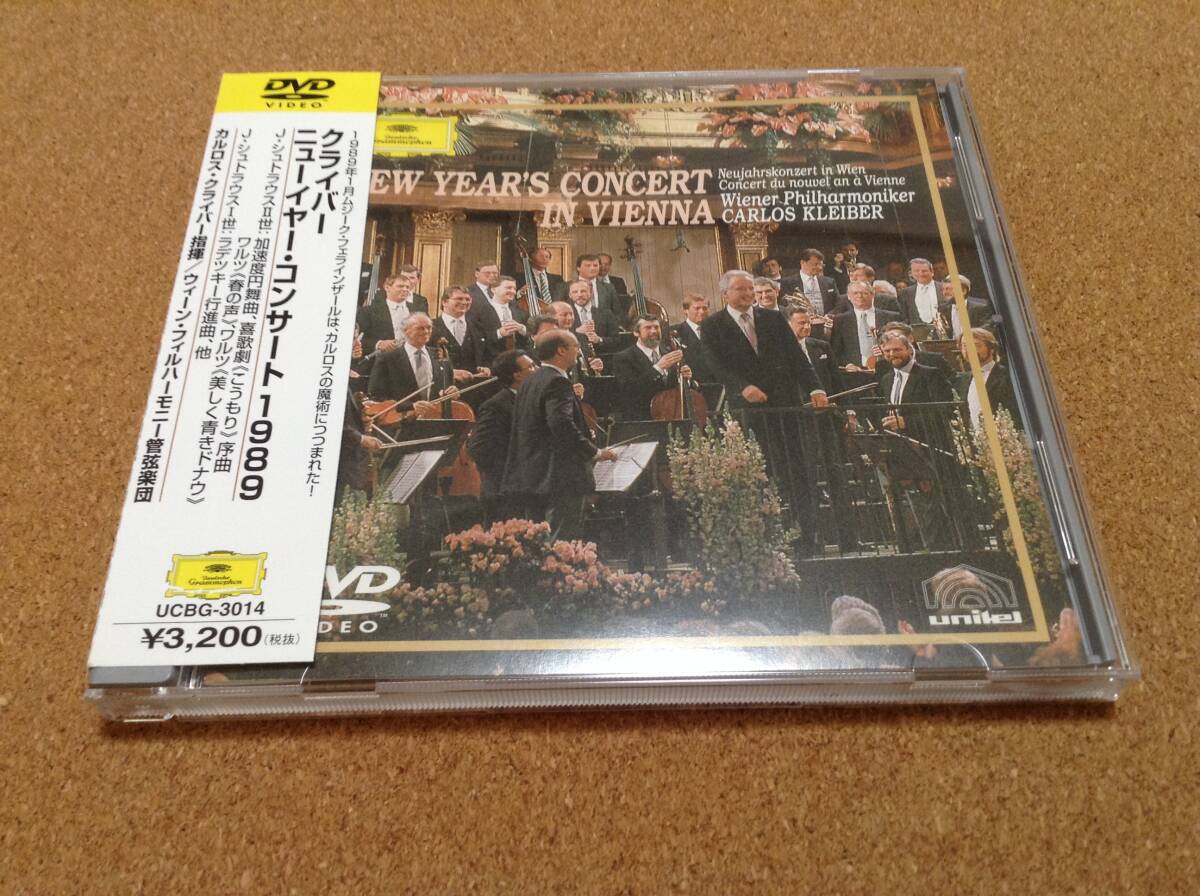 DVD
VIDEO
1989年1月ムジーク・フェラインザールは、カルロスの魔術につつまれた!
クライバー
ニューイヤー・コンサート1989
J・シュトラウスII世:加速度円舞曲、喜歌劇《こうもり》序曲
ワルツ《春の声》、ワルツ《美しく青きドナウ》
J・シュトラウスI世:ラデツキー行進曲、他
カルロス・クライバー指揮/ウィーン・フィルハーモニー管弦楽団
Deutsche
Grammophon
UCBG-3014
¥3,200(税抜)
Deutsche
Grammophon
EW YEAR'S CONCERT
IN VIENNA
Neujahrskonzert in Wien
Concert du nouvel an à Vienne
Wiener Philharmoniker
CARLOS KLEIBER
DVD
VIDEO
unitel